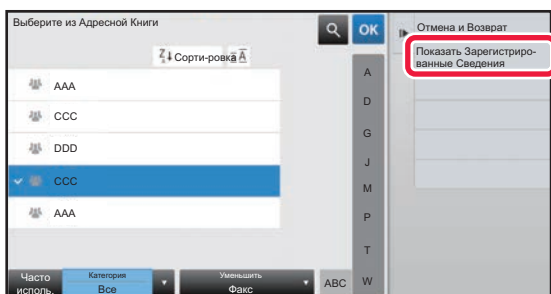 Выберите из Адресной Книги
OK
Сорти-ровка
AAA
CCC
DDD
CCC
AAA
A
D
G
J
M
P
T
W
ABC
Часто
исполь.
Категория
Все
Уменьшить
Факс
Отмена и Возврат
Показать Зарегистриро-
ванные Сведения